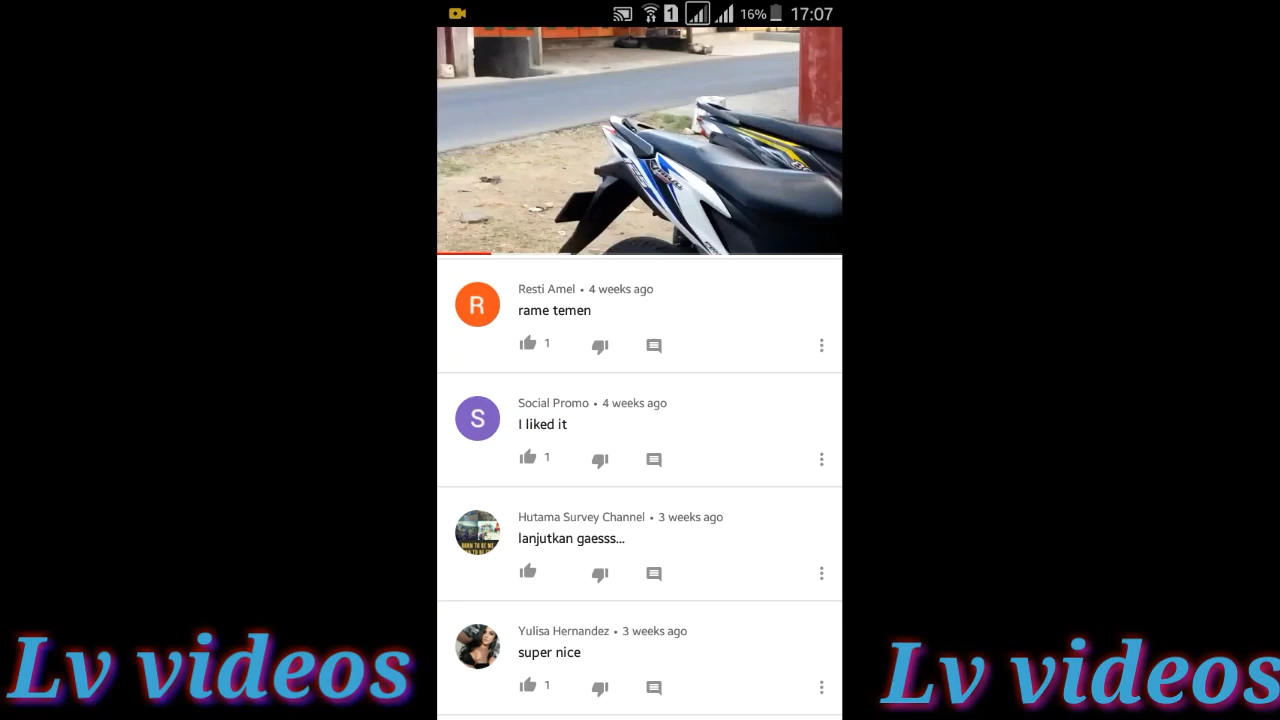 1 16% 17:07
R Resti Amel • 4 weeks ago
rame temen
1
S Social Promo • 4 weeks ago
I liked it
1
Hutama Survey Channel • 3 weeks ago
lanjutkan gaesss...
Yulisa Hernandez • 3 weeks ago
super nice
1
Lv videos
Lv videos